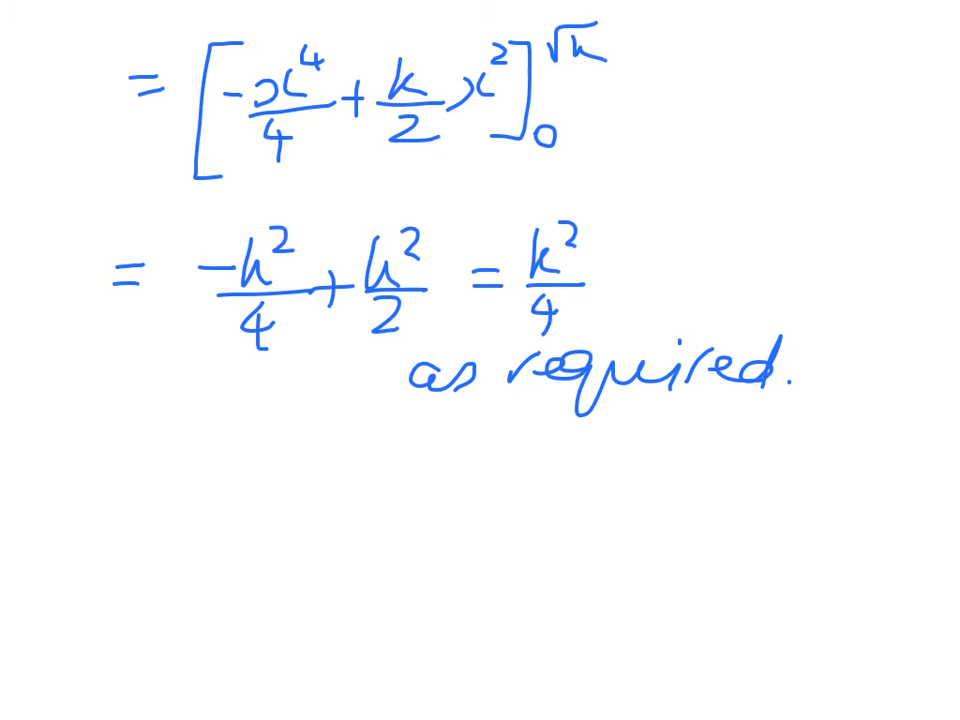 = [-x⁴/4 + k/2 x²]₀^√k
= -k²/4 + k²/2 = k²/4
as required.